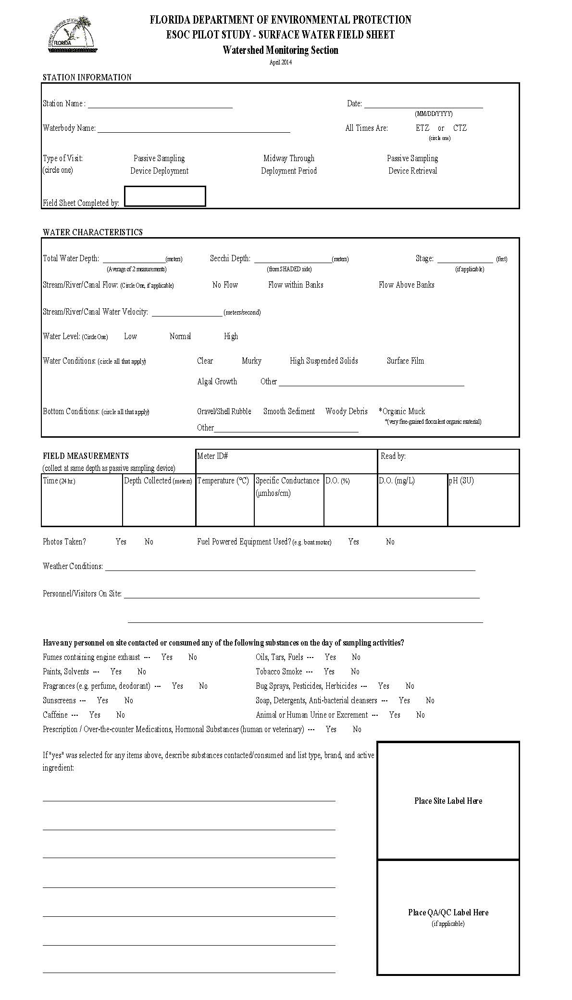 FLORIDA DEPARTMENT OF ENVIRONMENTAL PROTECTION
ESOC PILOT STUDY - SURFACE WATER FIELD SHEET
Watershed Monitoring Section
April 2014
FLORIDA
STATION INFORMATION
Station Name : Date:
(MM/DD/YYYY)
Waterbody Name: All Times Are: ETZ or CTZ
(circle one)
Type of Visit: Passive Sampling Midway Through Passive Sampling
(circle one) Device Deployment Deployment Period Device Retrieval
Field Sheet Completed by:
WATER CHARACTERISTICS
Total Water Depth: (meters) Secchi Depth: (meters) Stage: (feet)
(Average of 2 measurements) (from SHADED side) (if applicable)
Stream/River/Canal Flow: (Circle One, if applicable) No Flow Flow within Banks Flow Above Banks
Stream/River/Canal Water Velocity: (meters/second)
Water Level: (Circle One) Low Normal High
Water Conditions: (circle all that apply) Clear Murky High Suspended Solids Surface Film
Algal Growth Other
Bottom Conditions: (circle all that apply) Gravel/Shell Rubble Smooth Sediment Woody Debris *Organic Muck
*(very fine-grained flocculent organic material)
Other
FIELD MEASUREMENTS Meter ID# Read by:
(collect at same depth as passive sampling device)
Time (24 hr.) Depth Collected (meters) Temperature (°C) Specific Conductance D.O. (%) D.O. (mg/L) pH (SU)
(µmhos/cm)
Photos Taken? Yes No Fuel Powered Equipment Used? (e.g. boat motor) Yes No
Weather Conditions:
Personnel/Visitors On Site:
Have any personnel on site contacted or consumed any of the following substances on the day of sampling activities?
Fumes containing engine exhaust --- Yes No Oils, Tars, Fuels --- Yes No
Paints, Solvents --- Yes No Tobacco Smoke --- Yes No
Fragrances (e.g. perfume, deodorant) --- Yes No Bug Sprays, Pesticides, Herbicides --- Yes No
Sunscreens --- Yes No Soap, Detergents, Anti-bacterial cleansers --- Yes No
Caffeine --- Yes No Animal or Human Urine or Excrement --- Yes No
Prescription / Over-the-counter Medications, Hormonal Substances (human or veterinary) --- Yes No
If "yes" was selected for any items above, describe substances contacted/consumed and list type, brand, and active
ingredient:
Place Site Label Here
Place QA/QC Label Here
(if applicable)